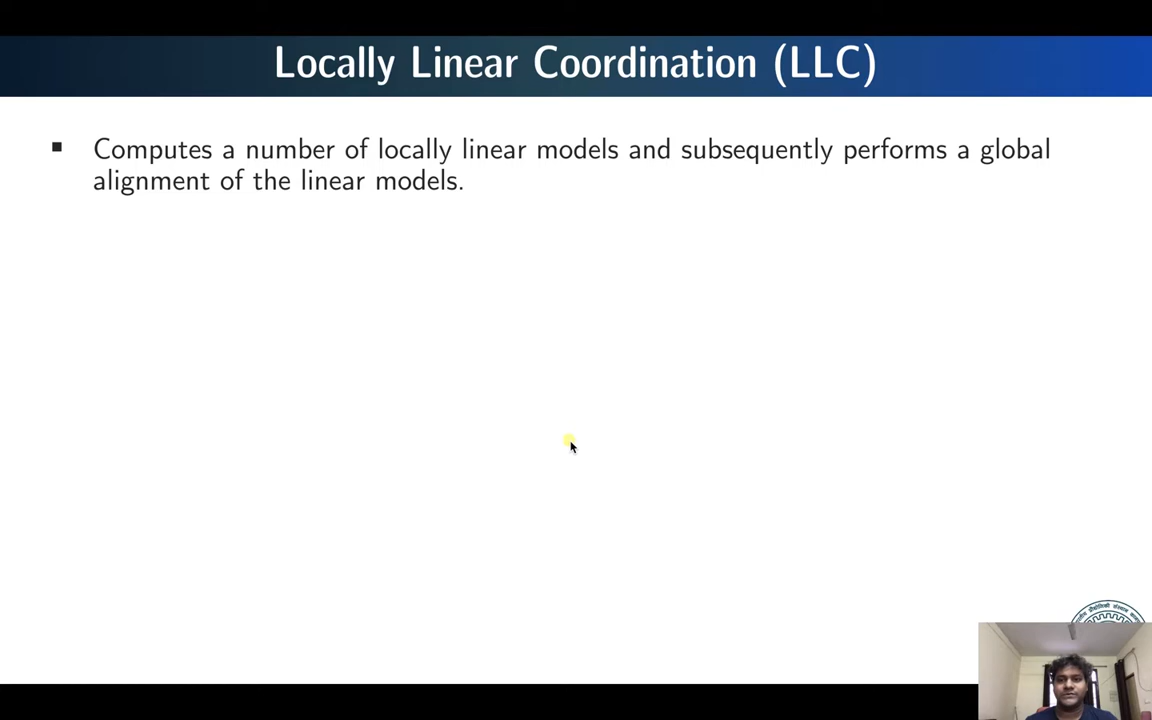 Locally Linear Coordination (LLC)
Computes a number of locally linear models and subsequently performs a global
alignment of the linear models.